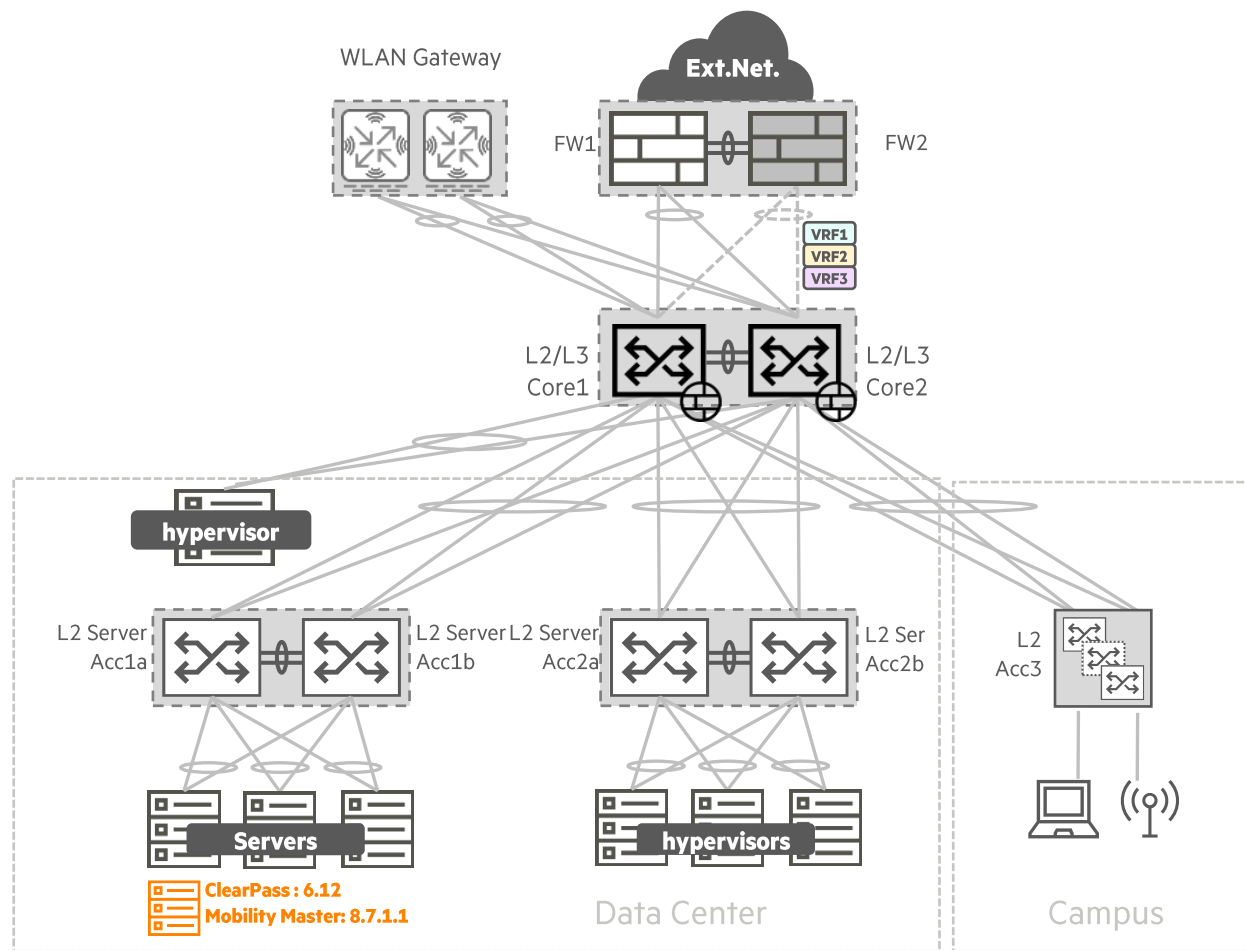 WLAN Gateway
Ext.Net.
FW1
FW2
VRF1
VRF2
VRF3
L2/L3
Core1
L2/L3
Core2
hypervisor
L2 Server
Acc1a
L2 Server
Acc1b
L2 Server
Acc2a
L2 Ser
Acc2b
L2
Acc3
Servers
hypervisors
ClearPass : 6.12
Mobility Master: 8.7.1.1
Data Center
Campus